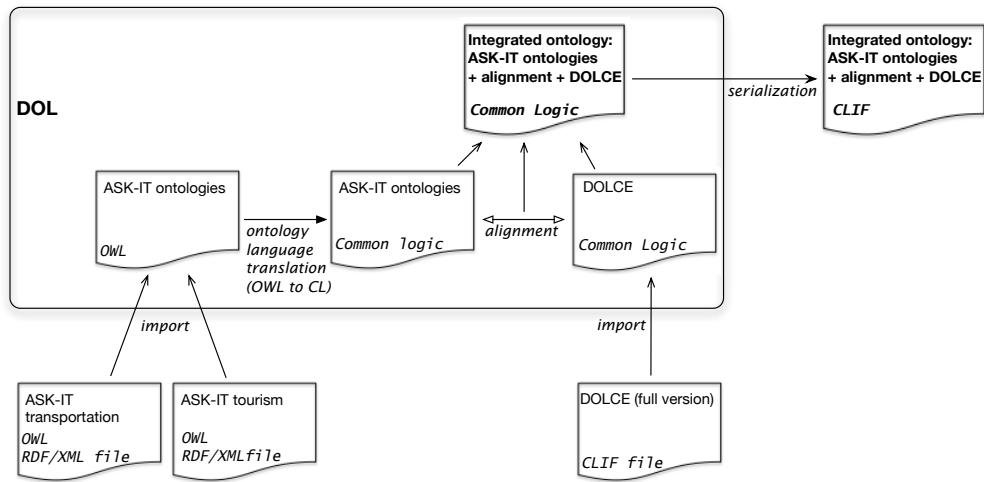 Integrated ontology:
ASK-IT ontologies
+ alignment + DOLCE
Common Logic
serialization
Integrated ontology:
ASK-IT ontologies
+ alignment + DOLCE
CLIF
DOL
ASK-IT ontologies
OWL
ontology
language
translation
(OWL to CL)
ASK-IT ontologies
Common logic
alignment
DOLCE
Common Logic
import
import
ASK-IT
transportation
OWL
RDF/XML file
ASK-IT tourism
OWL
RDF/XMLfile
DOLCE (full version)
CLIF file